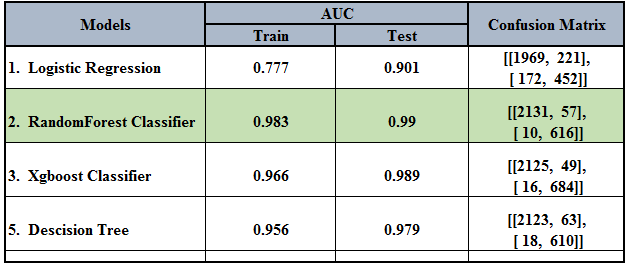 Models AUC Confusion Matrix
Train Test
1. Logistic Regression 0.777 0.901 [[1969, 221],
[ 172, 452]]
2. RandomForest Classifier 0.983 0.99 [[2131, 57],
[ 10, 616]]
3. Xgboost Classifier 0.966 0.989 [[2125, 49],
[ 16, 684]]
5. Descision Tree 0.956 0.979 [[2123, 63],
[ 18, 610]]